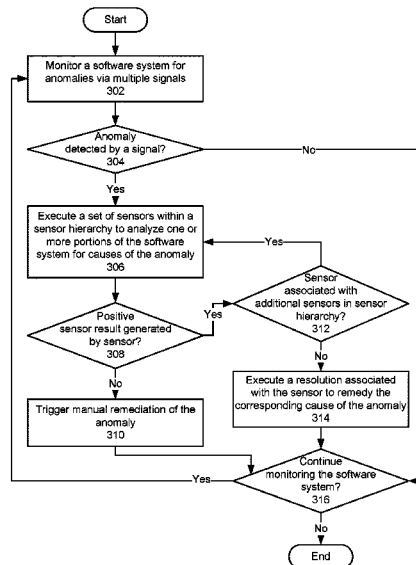 Start
Monitor a software system for
anomalies via multiple signals
302
Anomaly
detected by a signal?
304
No
Yes
Execute a set of sensors within a
sensor hierarchy to analyze one or
more portions of the software
system for causes of the anomaly
306
Yes
Sensor
associated with
additional sensors in sensor
hierarchy?
312
Positive
sensor result generated
by sensor?
308
Yes
No
No
Trigger manual remediation of the
anomaly
310
Execute a resolution associated
with the sensor to remedy the
corresponding cause of the anomaly
314
Yes
Continue
monitoring the software
system?
316
No
End